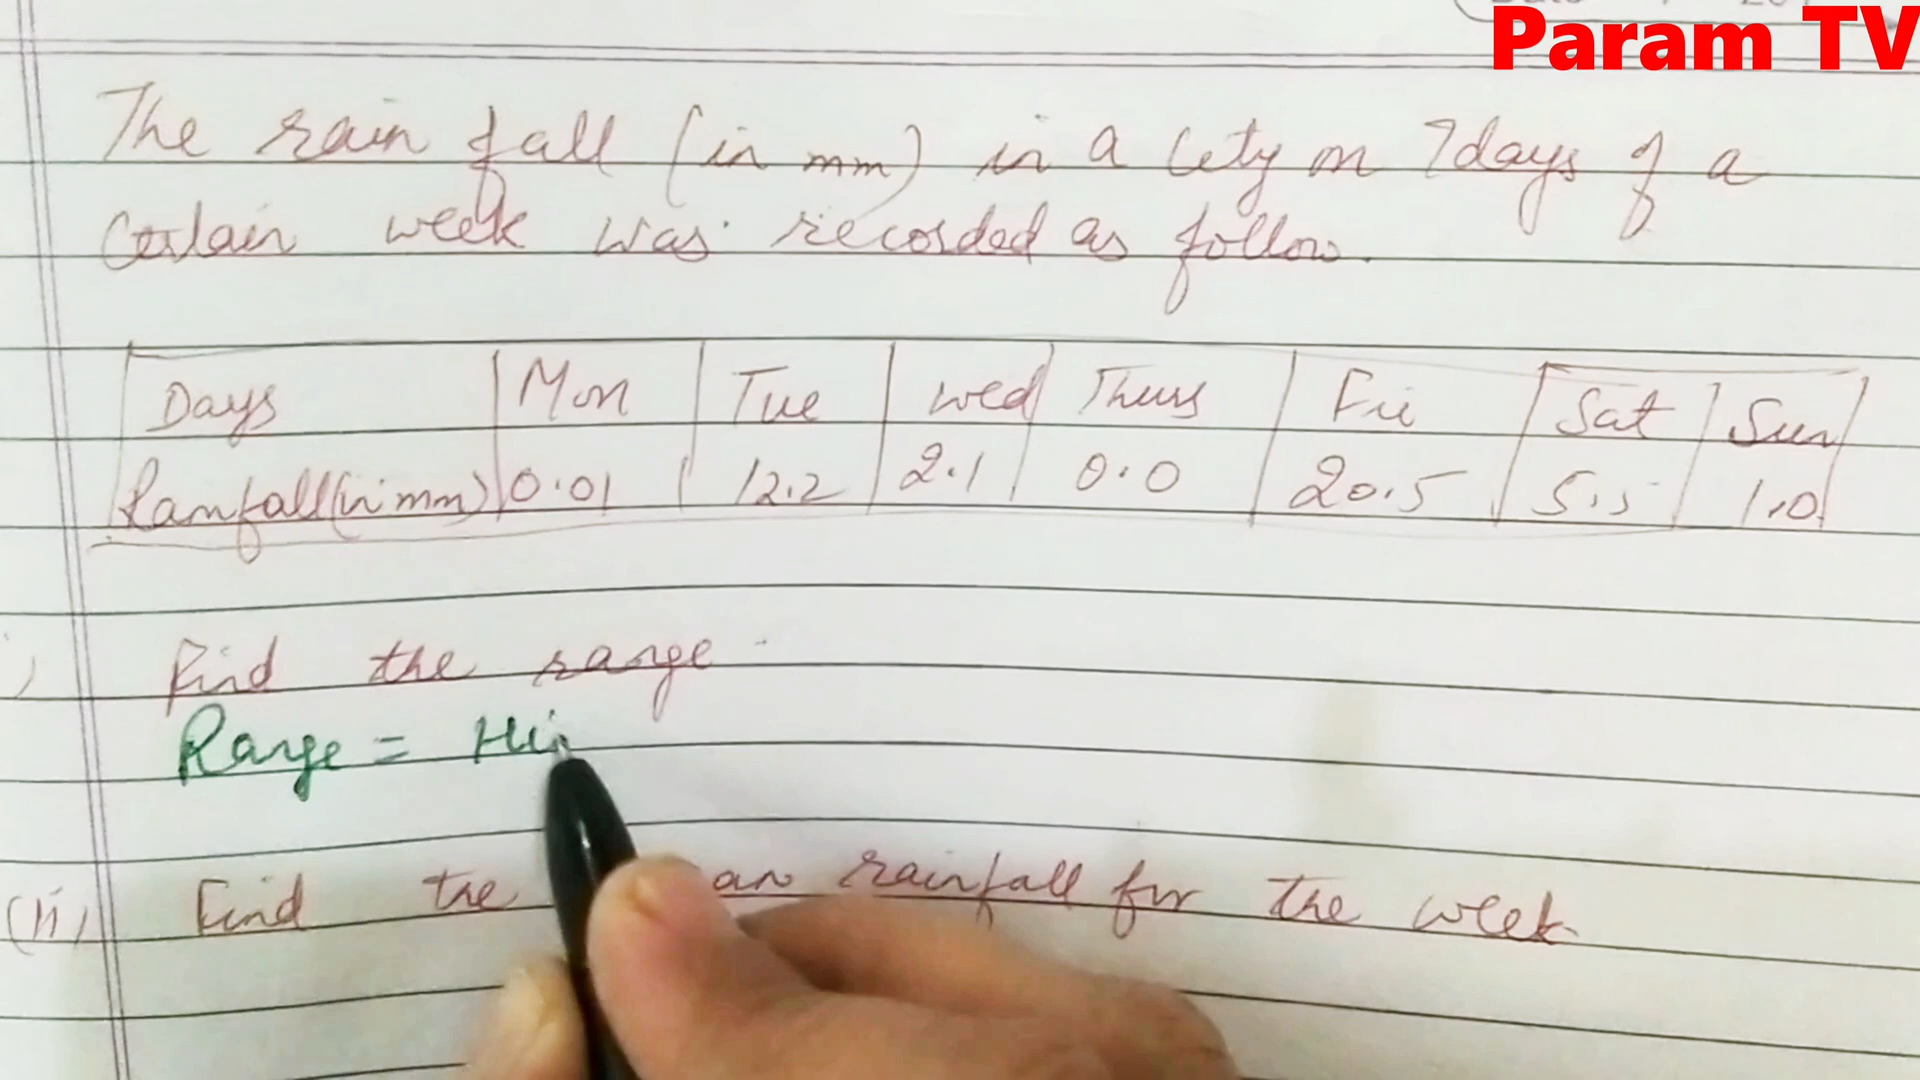 Param TV
The rain fall (in mm) in a City on 7days of a
Certain week was recorded as follow.
Days Mon Tue wed Thurs Fri Sat Sun
Rainfall(in mm) 0.01 12.2 2.1 0.0 20.5 5.5 1.0
Find the range
Range = Hi
(ii) Find the an rainfall for the week